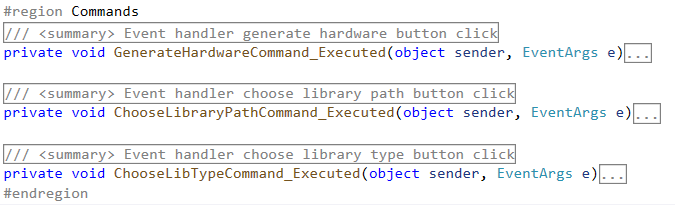 #region Commands
/// <summary> Event handler generate hardware button click
private void GenerateHardwareCommand_Executed(object sender, EventArgs e)...

/// <summary> Event handler choose library path button click
private void ChooseLibraryPathCommand_Executed(object sender, EventArgs e)...

/// <summary> Event handler choose library type button click
private void ChooseLibTypeCommand_Executed(object sender, EventArgs e)...
#endregion